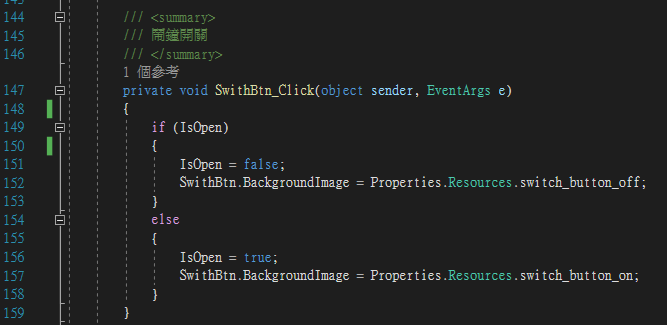 144 /// <summary>
145 /// 鬧鐘開關
146 /// </summary>
1 個參考
147 private void SwithBtn_Click(object sender, EventArgs e)
148 {
149 if (IsOpen)
150 {
151 IsOpen = false;
152 SwithBtn.BackgroundImage = Properties.Resources.switch_button_off;
153 }
154 else
155 {
156 IsOpen = true;
157 SwithBtn.BackgroundImage = Properties.Resources.switch_button_on;
158 }
159 }